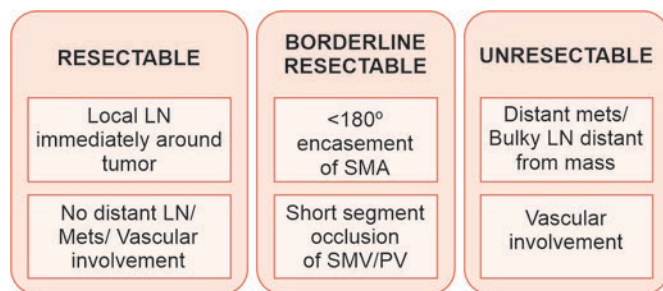 RESECTABLE
Local LN
immediately around
tumor
No distant LN/
Mets/ Vascular
involvement
BORDERLINE
RESECTABLE
<180º
encasement
of SMA
Short segment
occlusion
of SMV/PV
UNRESECTABLE
Distant mets/
Bulky LN distant
from mass
Vascular
involvement